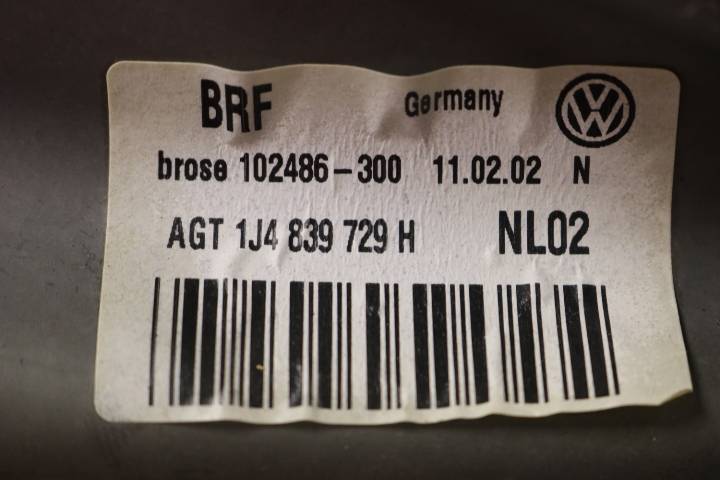 BRF Germany
brose 102486-300 11.02.02 N
AGT 1J4 839 729 H NL02